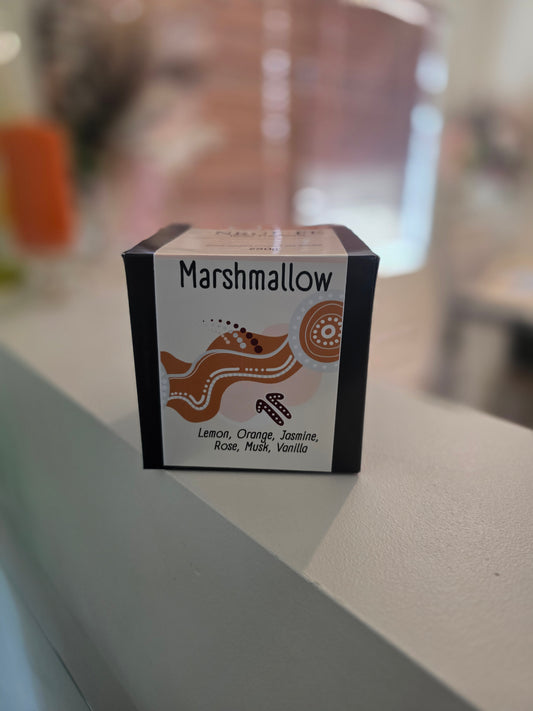 Marshmallow
Lemon, Orange, Jasmine,
Rose, Musk, Vanilla